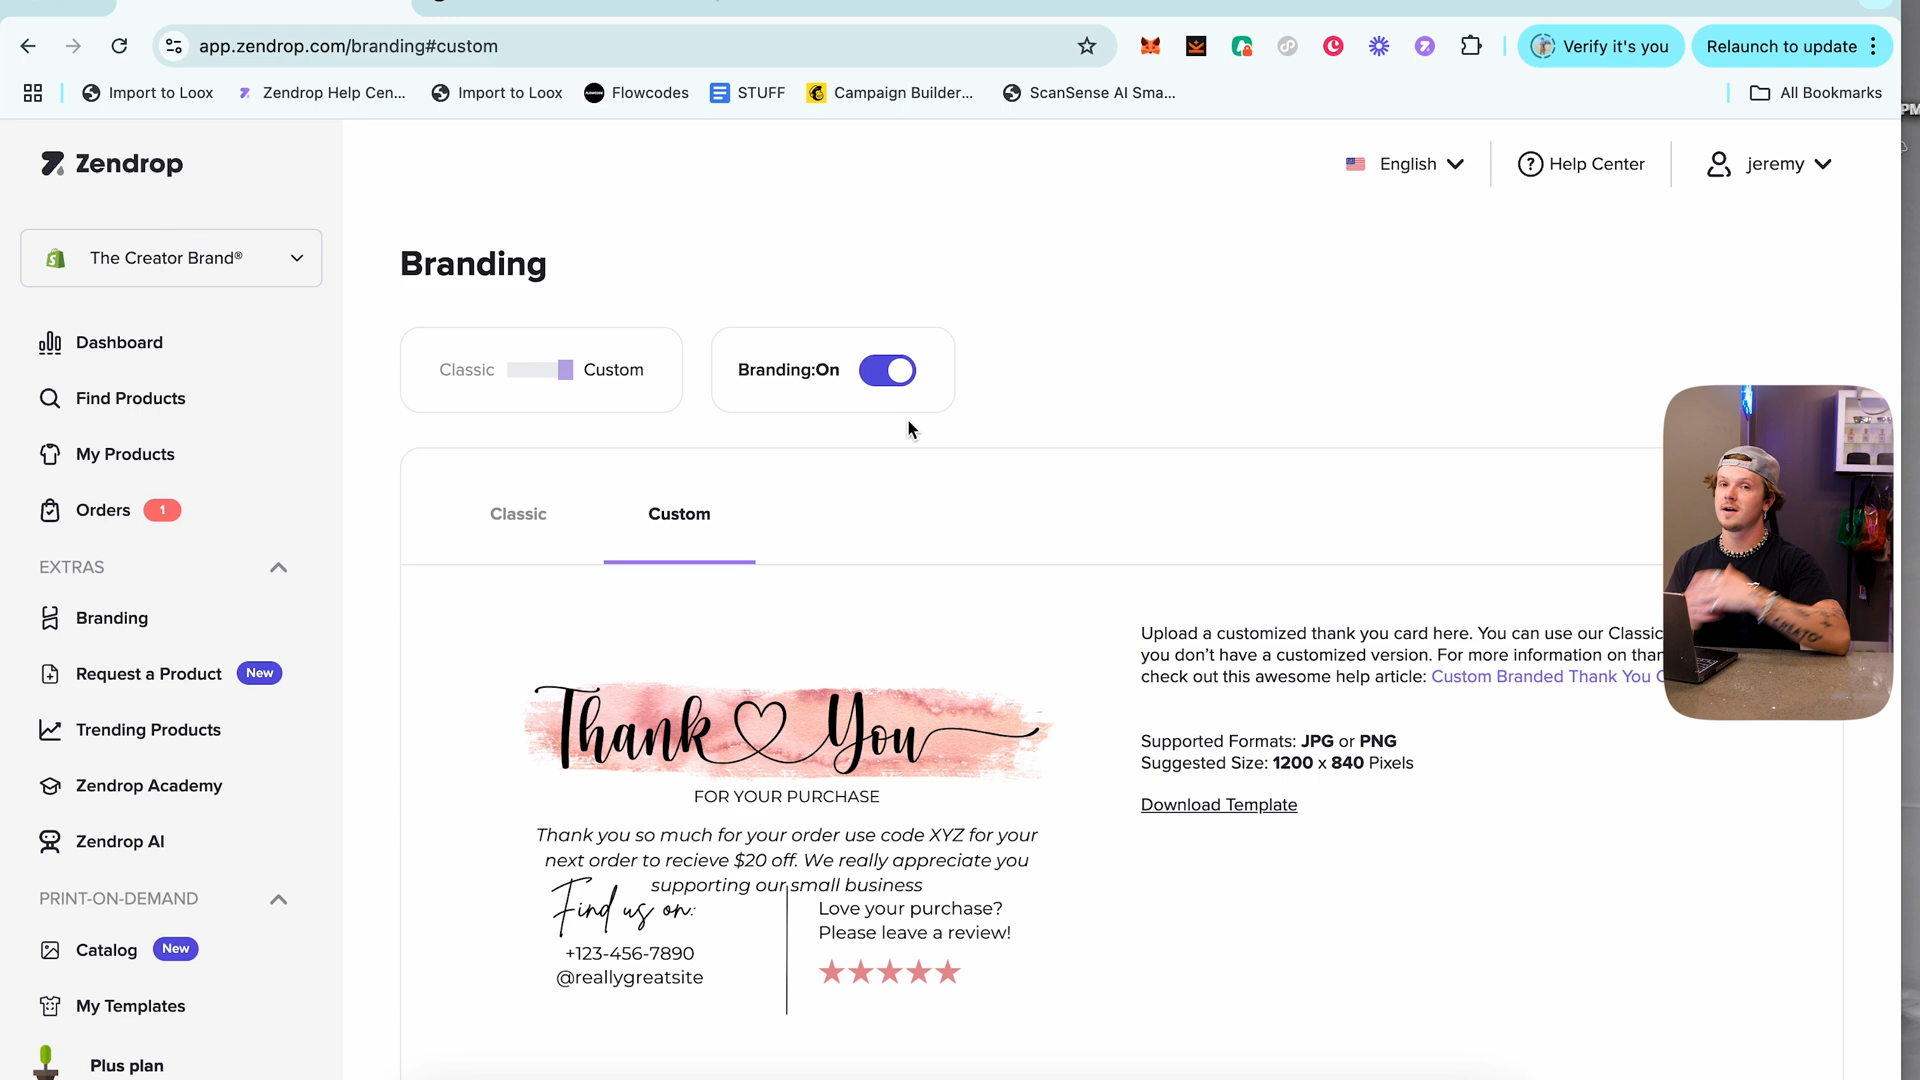 app.zendrop.com/branding#custom
Verify it's you
Relaunch to update
Import to Loox
Zendrop Help Cen...
Import to Loox
Flowcodes
STUFF
Campaign Builder...
ScanSense AI Sma...
All Bookmarks
Zendrop
English
Help Center
jeremy
The Creator Brand®
Branding
Dashboard
Classic
Custom
Branding:On
Find Products
My Products
Orders
1
Classic
Custom
EXTRAS
Branding
Request a Product
New
Trending Products
Zendrop Academy
Zendrop AI
PRINT-ON-DEMAND
Catalog
New
My Templates
Plus plan
Thank You
FOR YOUR PURCHASE
Thank you so much for your order use code XYZ for your
next order to recieve $20 off. We really appreciate you
supporting our small business
Find us on:
+123-456-7890
@reallygreatsite
Love your purchase?
Please leave a review!
Upload a customized thank you card here. You can use our Classic
you don't have a customized version. For more information on
check out this awesome help article: Custom Branded Thank You
Supported Formats: JPG or PNG
Suggested Size: 1200 x 840 Pixels
Download Template